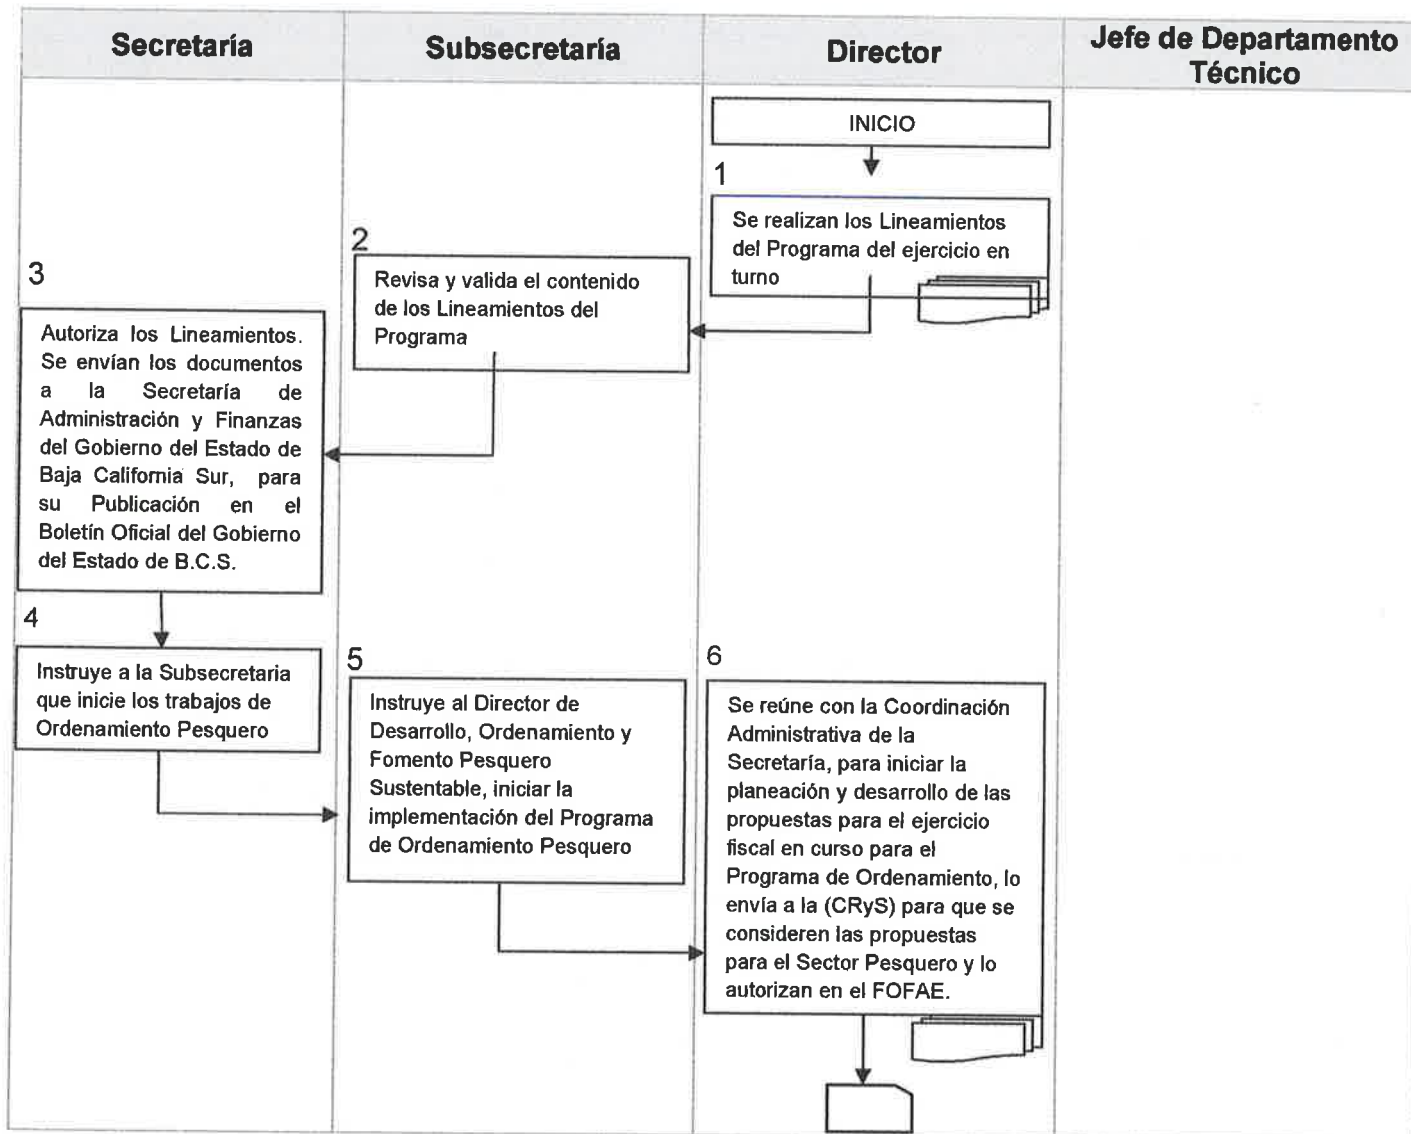 Secretaría
Subsecretaría
Director
Jefe de Departamento
Técnico
INICIO
1
Se realizan los Lineamientos
del Programa del ejercicio en
turno
2
Revisa y valida el contenido
de los Lineamientos del
Programa
3
Autoriza los Lineamientos.
Se envían los documentos
a la Secretaría de
Administración y Finanzas
del Gobierno del Estado de
Baja California Sur, para
su Publicación en el
Boletín Oficial del Gobierno
del Estado de B.C.S.
4
Instruye a la Subsecretaria
que inicie los trabajos de
Ordenamiento Pesquero
5
Instruye al Director de
Desarrollo, Ordenamiento y
Fomento Pesquero
Sustentable, iniciar la
implementación del Programa
de Ordenamiento Pesquero
6
Se reúne con la Coordinación
Administrativa de la
Secretaría, para iniciar la
planeación y desarrollo de las
propuestas para el ejercicio
fiscal en curso para el
Programa de Ordenamiento, lo
envía a la (CRyS) para que se
consideren las propuestas
para el Sector Pesquero y lo
autorizan en el FOFAE.